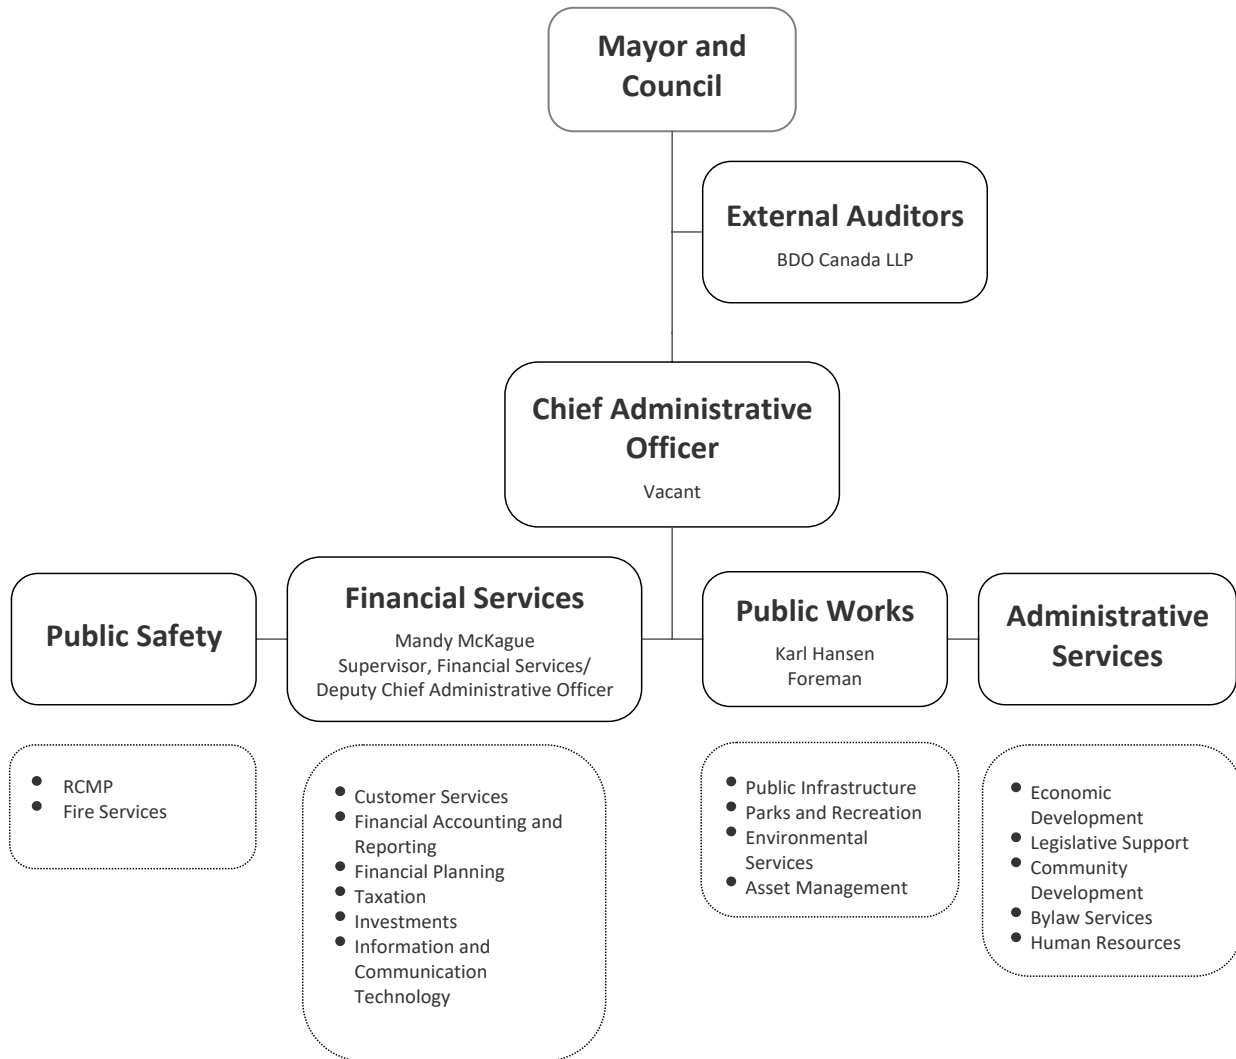 Mayor and
Council
External Auditors
BDO Canada LLP
Chief Administrative
Officer
Vacant
Public Safety
Financial Services
Mandy McKague
Supervisor, Financial Services/
Deputy Chief Administrative Officer
Public Works
Karl Hansen
Foreman
Administrative
Services
• RCMP
• Fire Services
• Customer Services
• Financial Accounting and
Reporting
• Financial Planning
• Taxation
• Investments
• Information and
Communication
Technology
• Public Infrastructure
• Parks and Recreation
• Environmental
Services
• Asset Management
• Economic
Development
• Legislative Support
• Community
Development
• Bylaw Services
• Human Resources